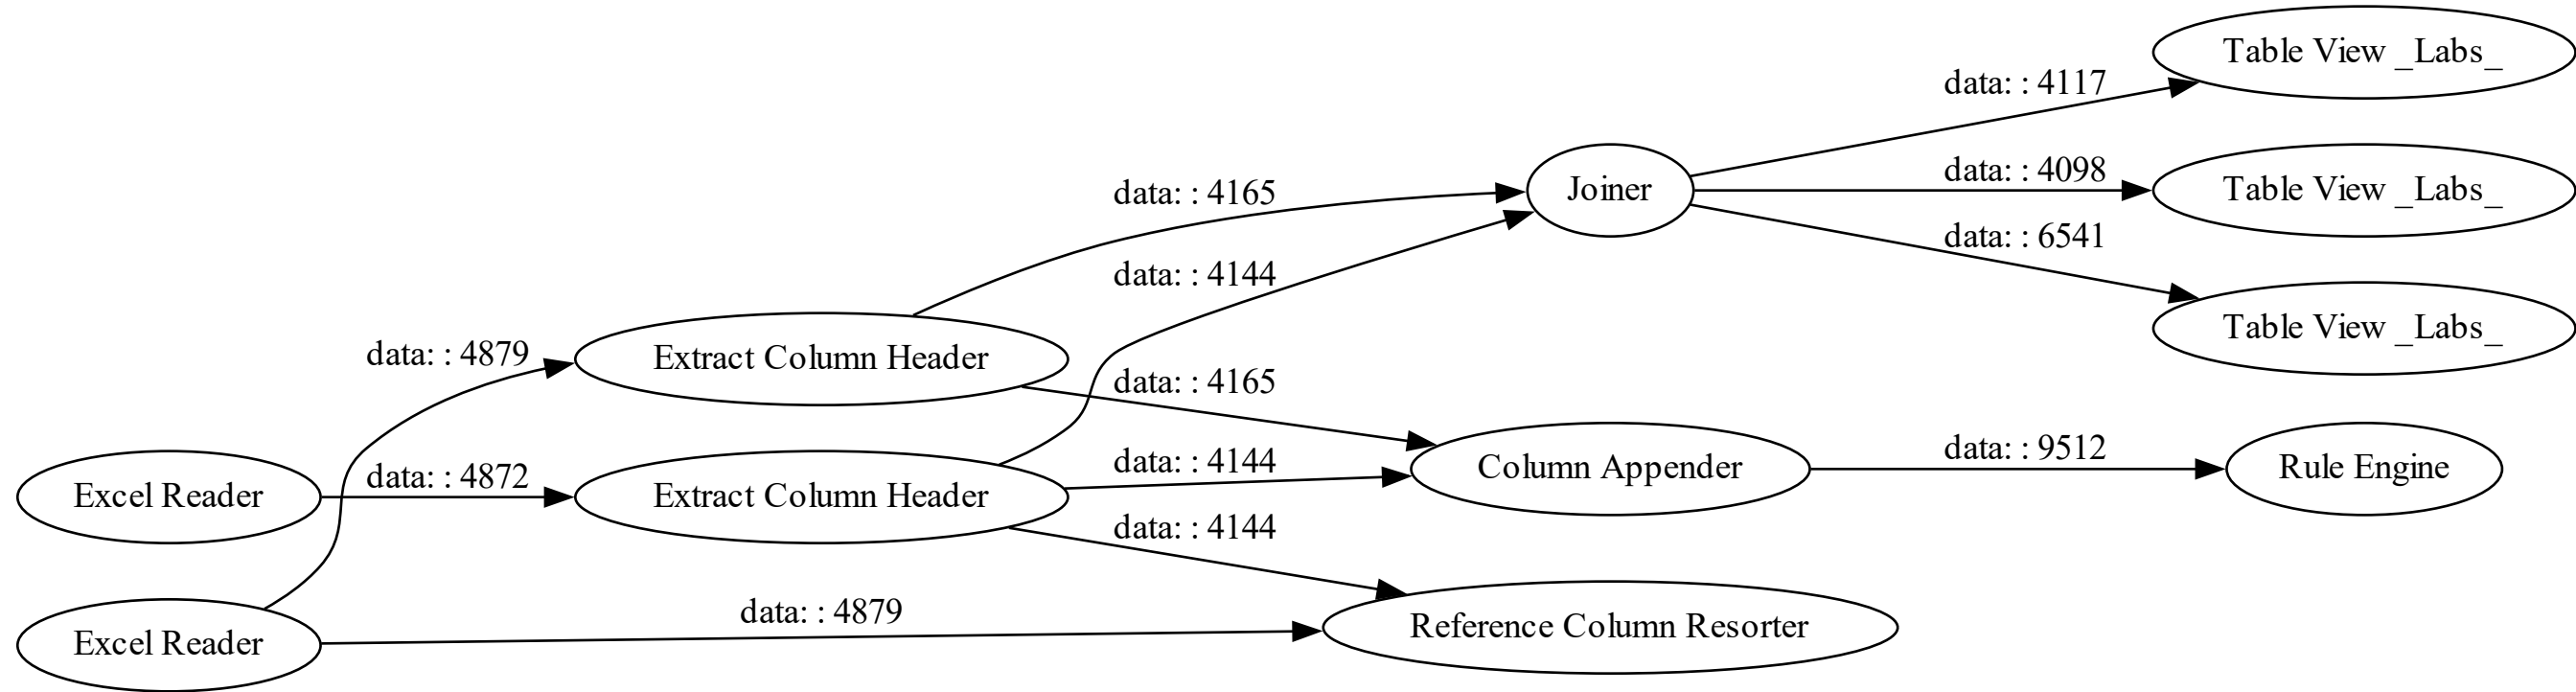 Table View _Labs_
data: : 4117
data: : 4098
Joiner
Table View _Labs_
data: : 4165
data: : 6541
data: : 4144
Table View _Labs_
data: : 4879
Extract Column Header
data: : 4165
data: : 4144
Column Appender
data: : 9512
Rule Engine
Excel Reader
data: : 4872
Extract Column Header
data: : 4144
data: : 4879
Reference Column Resorter
Excel Reader